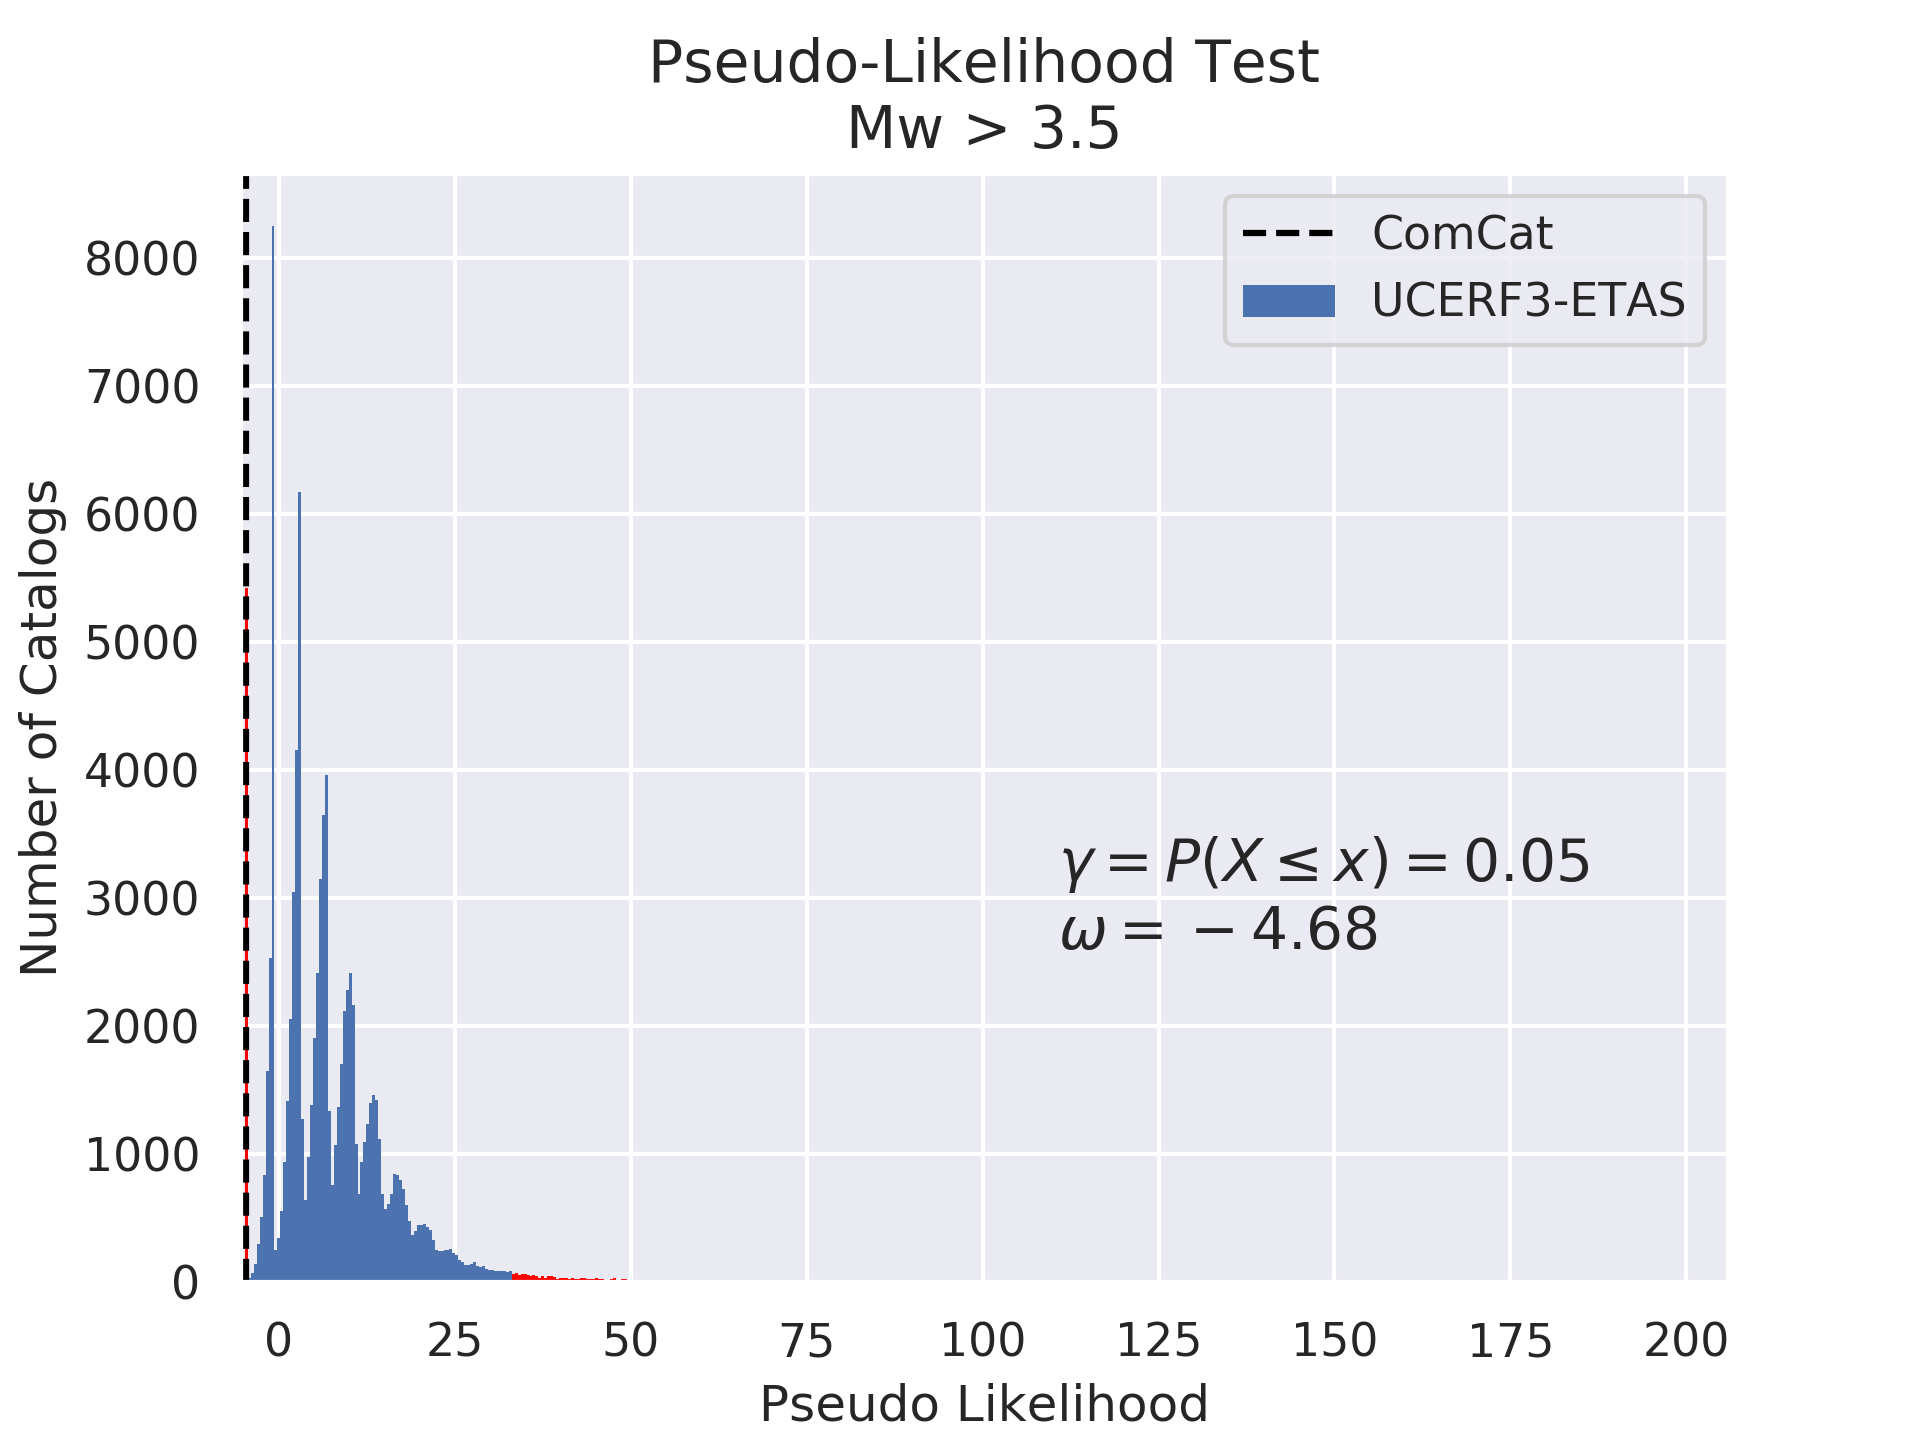 Pseudo-Likelihood Test
Mw > 3.5
ComCat
UCERF3-ETAS
8000
7000
6000
5000
4000
3000
2000
1000
0
Number of Catalogs
γ = P(X ≤ x) = 0.05
ω = − 4.68
0 25 50 75 100 125 150 175 200
Pseudo Likelihood